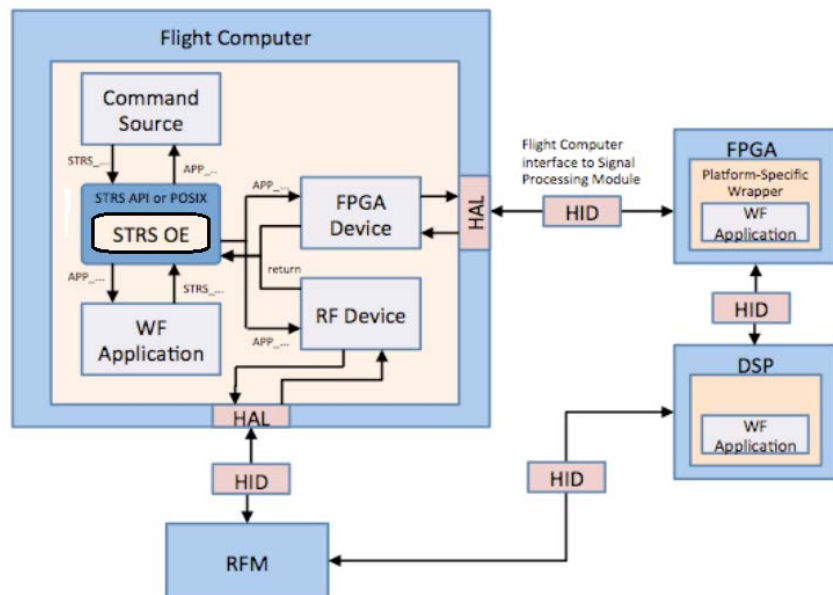 Flight Computer
Command
Source
STRS_...
APP_..
STRS API or POSIX
STRS OE
APP_...
STRS_...
WF
Application
APP_...
FPGA
Device
return
RF Device
APP_...
HAL
HAL
Flight Computer
interface to Signal
Processing Module
HID
FPGA
Platform-Specific
Wrapper
WF
Application
HID
DSP
WF
Application
HID
HID
RFM